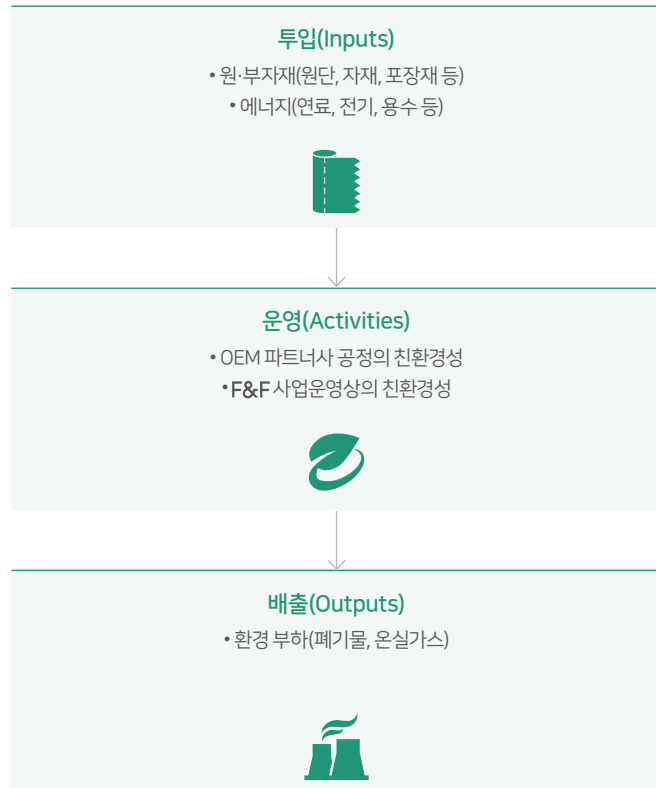 투입(Inputs)
• 원·부자재(원단, 자재, 포장재 등)
• 에너지(연료, 전기, 용수 등)
운영(Activities)
• OEM 파트너사 공정의 친환경성
• F&F 사업운영상의 친환경성
배출(Outputs)
• 환경 부하(폐기물, 온실가스)